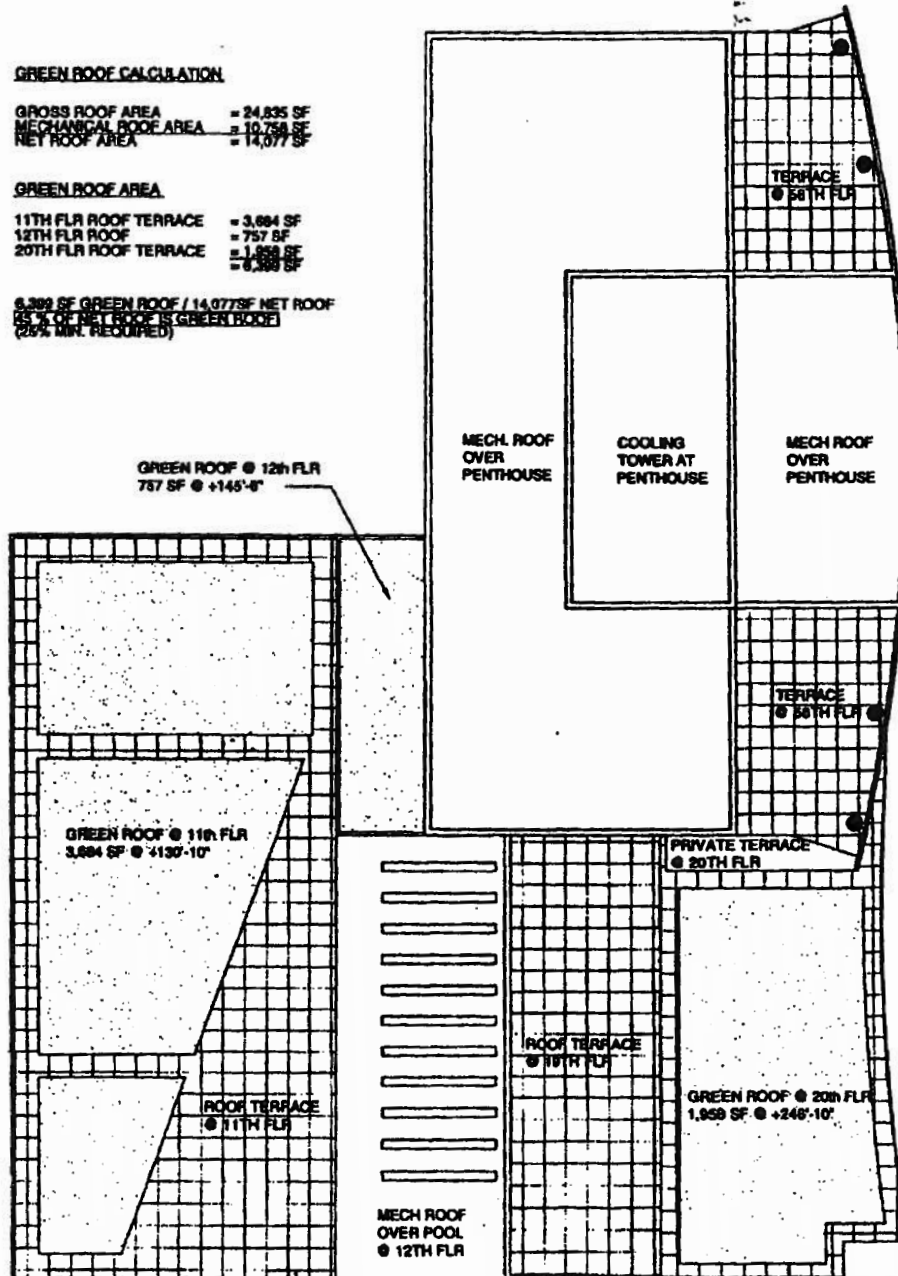 GREEN ROOF CALCULATION
GROSS ROOF AREA = 24,835 SF
MECHANICAL ROOF AREA = 10,758 SF
NET ROOF AREA = 14,077 SF
GREEN ROOF AREA
11TH FLR ROOF TERRACE = 3,684 SF
12TH FLR ROOF = 757 SF
20TH FLR ROOF TERRACE = 1,958 SF
= 6,399 SF
6,399 SF GREEN ROOF / 14,077SF NET ROOF
45 % OF NET ROOF IS GREEN ROOF
(25% MIN. REQUIRED)
TERRACE
@ 58TH FLR
MECH. ROOF
OVER
PENTHOUSE
COOLING
TOWER AT
PENTHOUSE
MECH ROOF
OVER
PENTHOUSE
GREEN ROOF @ 12th FLR
757 SF @ +145'-6"
TERRACE
@ 58TH FLR
GREEN ROOF @ 11th FLR
3,684 SF @ +130'-10"
PRIVATE TERRACE
@ 20TH FLR
ROOF TERRACE
@ 19TH FLR
GREEN ROOF @ 20th FLR
1,958 SF @ +246'-10"
ROOF TERRACE
@ 11TH FLR
MECH ROOF
OVER POOL
@ 12TH FLR